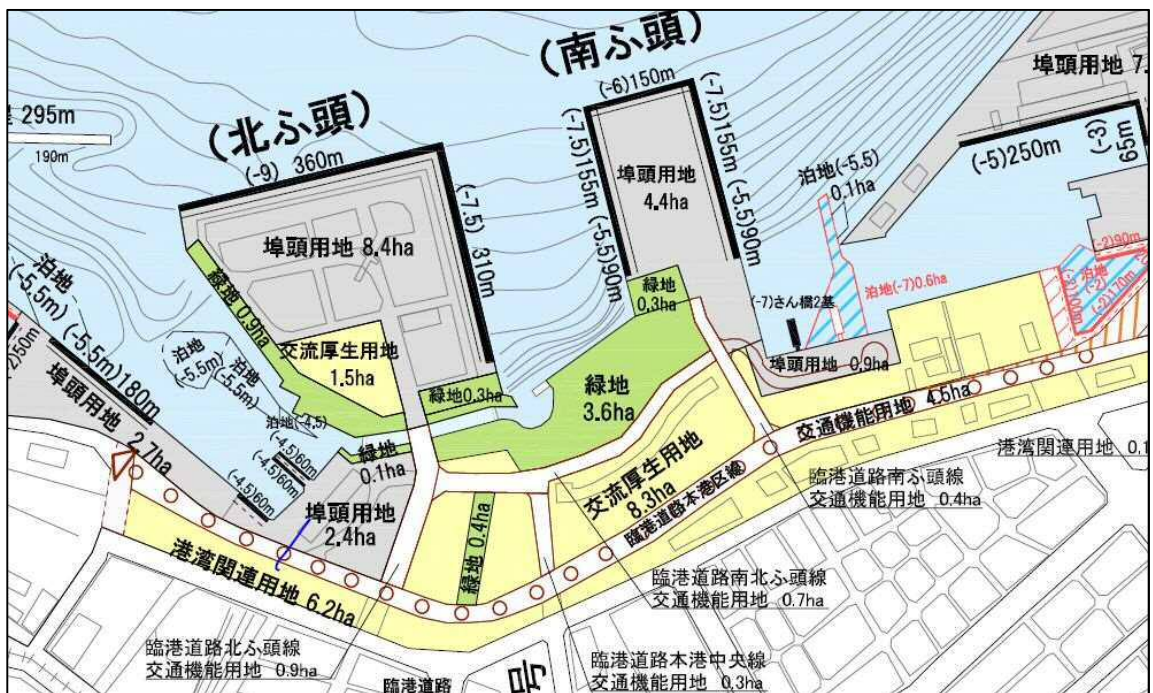 (南ふ頭)
(-6)150m
埠頭用地 7.
(北ふ頭)
295m
190m
(-9) 360m
(-7.5)155m
(-7.5)155m
埠頭用地
4.4ha
泊地(-5.5)
0.1ha
(-5)250m
(-3)
65m
(-7.5) 310m
(-5.5)90m
(-5.5)90m
埠頭用地 8.4ha
緑地 0.9ha
交流厚生用地
1.5ha
緑地
0.3ha
(-7)さん橋2基
泊地(-7)0.6ha
(-2)90m
泊地
(-2)
(-2)100m
(-2)170m
泊地
(-5.5m)
(-5.5m)180m
泊地
(-5.5m)
泊地
(-5.5m)
泊地(-4.5)
(-2)50m
埠頭用地 2.7ha
緑地0.3ha
緑地
3.6ha
埠頭用地 0.9ha
緑地
0.1ha
(-4.5)60m
(-4.5)60m
(-4.5)60m
埠頭用地
2.4ha
緑地 0.4ha
交流厚生用地
8.3ha
臨港道路本港区線
交通機能用地 4.5ha
港湾関連用地 0.1
臨港道路南ふ頭線
交通機能用地 0.4ha
港湾関連用地 6.2ha
臨港道路南北ふ頭線
交通機能用地 0.7ha
臨港道路北ふ頭線
交通機能用地 0.9ha
臨港道路本港中央線
交通機能用地 0.3ha
臨港道路
号